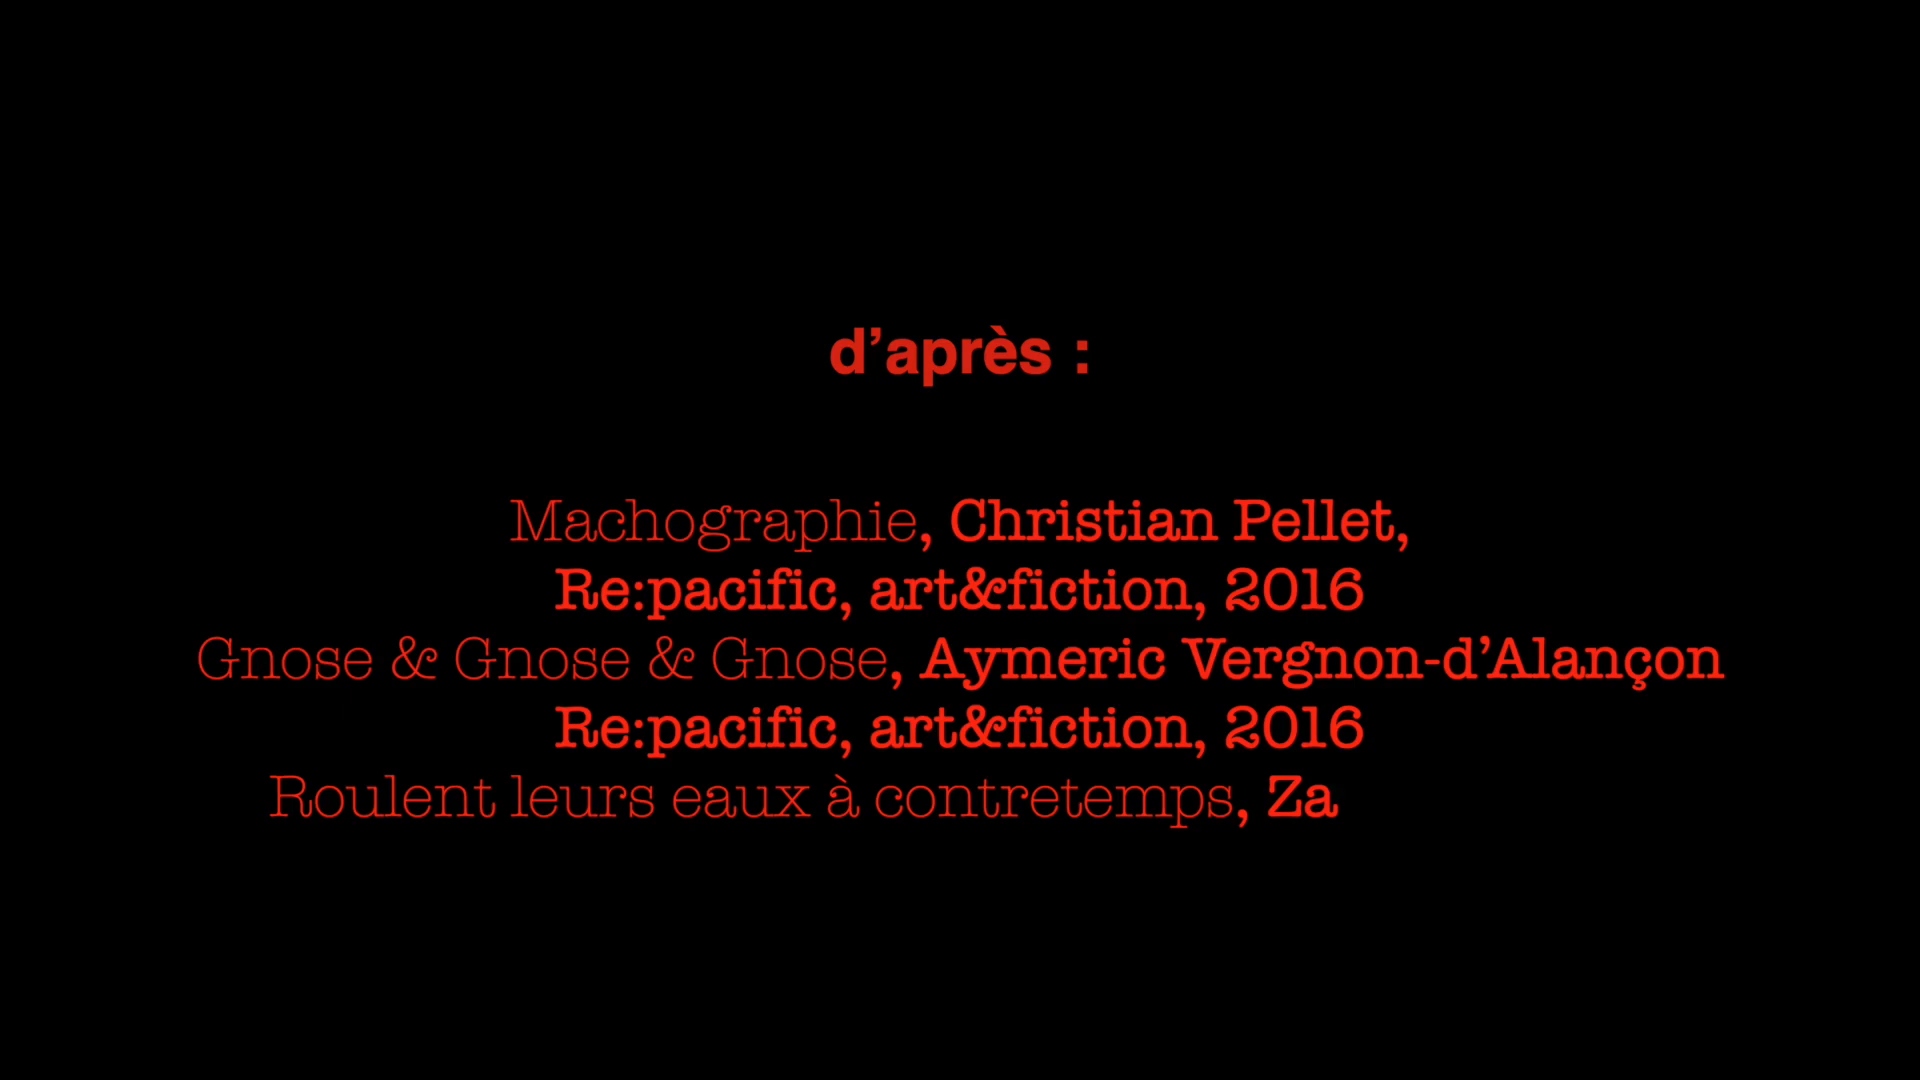 d’après :
Machographie, Christian Pellet,
Re:pacific, art&fiction, 2016
Gnose & Gnose & Gnose, Aymeric Vergnon-d’Alançon
Re:pacific, art&fiction, 2016
Roulent leurs eaux à contretemps, Za